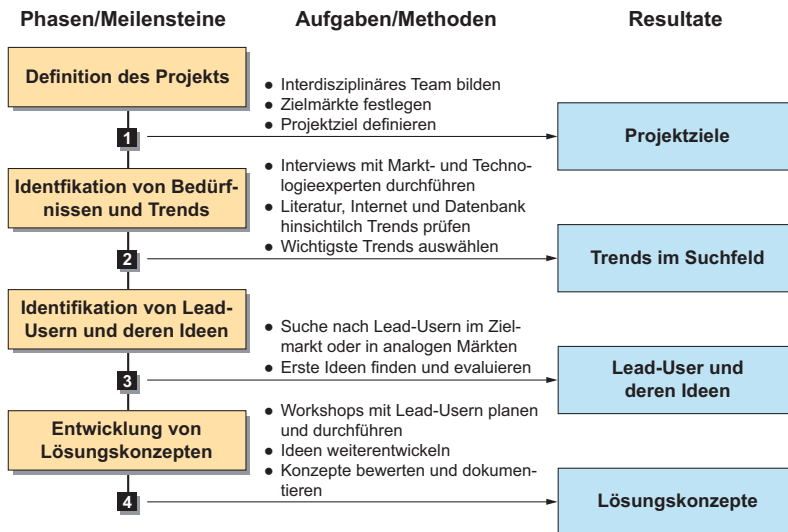 Phasen/Meilensteine
Aufgaben/Methoden
Resultate
Definition des Projekts
● Interdisziplinäres Team bilden
● Zielmärkte festlegen
● Projektziel definieren
1
Projektziele
Identfikation von Bedürf-
nissen und Trends
● Interviews mit Markt- und Techno-
logieexperten durchführen
● Literatur, Internet und Datenbank
hinsichtilch Trends prüfen
● Wichtigste Trends auswählen
2
Trends im Suchfeld
Identifikation von Lead-
Usern und deren Ideen
● Suche nach Lead-Usern im Ziel-
markt oder in analogen Märkten
● Erste Ideen finden und evaluieren
3
Lead-User und
deren Ideen
Entwicklung von
Lösungskonzepten
● Workshops mit Lead-Usern planen
und durchführen
● Ideen weiterentwickeln
● Konzepte bewerten und dokumen-
tieren
4
Lösungskonzepte